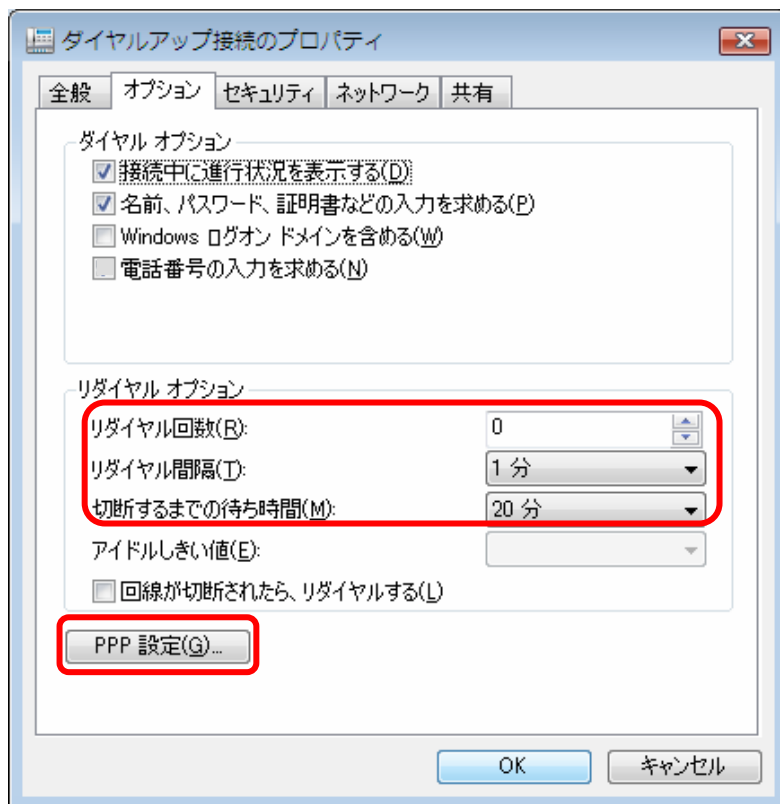 ダイヤルアップ接続のプロパティ
全般 オプション セキュリティ ネットワーク 共有
ダイヤル オプション
接続中に進行状況を表示する(D)
名前、パスワード、証明書などの入力を求める(P)
Windows ログオン ドメインを含める(W)
電話番号の入力を求める(N)
リダイヤル オプション
リダイヤル回数(R): 0
リダイヤル間隔(T): 1 分
切断するまでの待ち時間(M): 20 分
アイドルしきい値(E):
回線が切断されたら、リダイヤルする(L)
PPP 設定(G)...
OK キャンセル